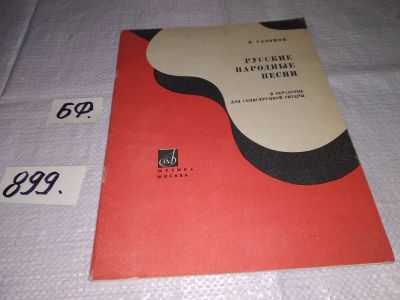 В. САЗОНОВ
РУССКИЕ
НАРОДНЫЕ
ПЕСНИ
В ОБРАБОТКЕ
ДЛЯ СЕМИСТРУННОЙ ГИТАРЫ
МУЗЫКА
МОСКВА
БФ.
899.